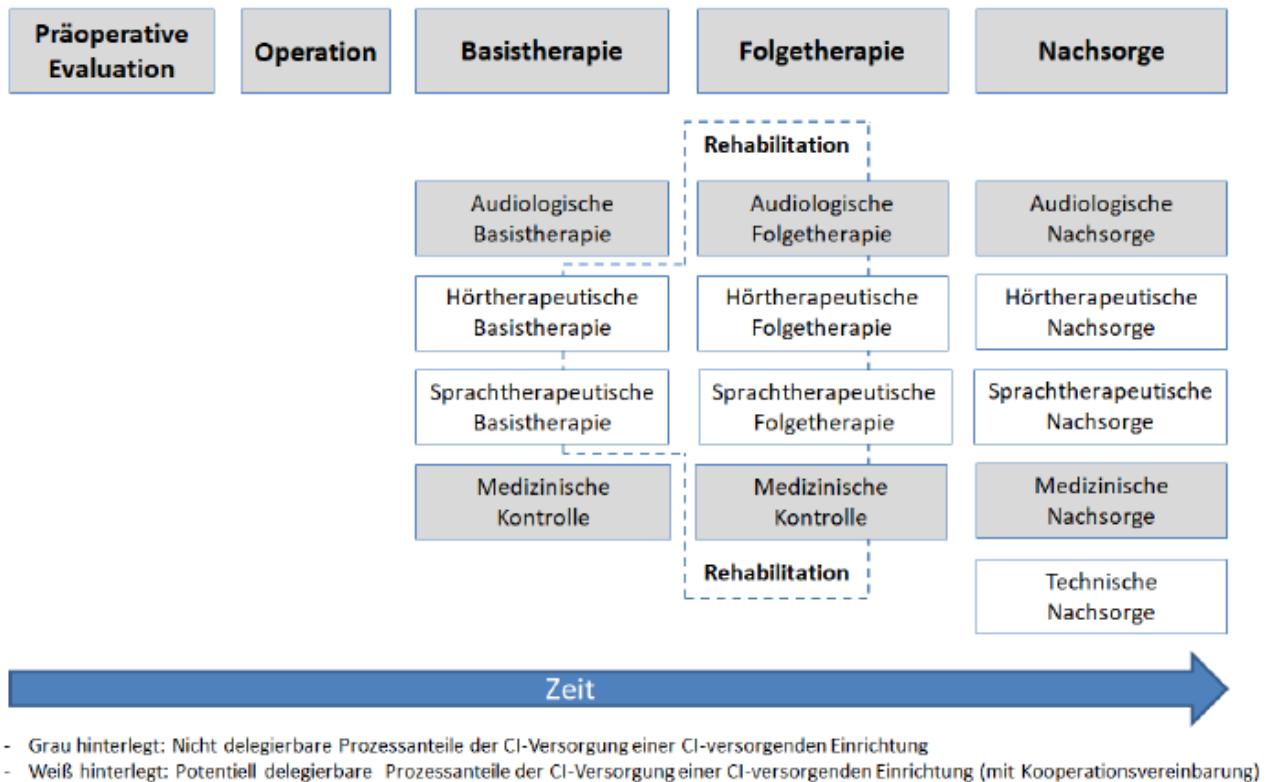 Präoperative
Evaluation
Operation
Basistherapie
Folgetherapie
Nachsorge
Rehabilitation
Audiologische
Basistherapie
Audiologische
Folgetherapie
Audiologische
Nachsorge
Hörtherapeutische
Basistherapie
Hörtherapeutische
Folgetherapie
Hörtherapeutische
Nachsorge
Sprachtherapeutische
Basistherapie
Sprachtherapeutische
Folgetherapie
Sprachtherapeutische
Nachsorge
Medizinische
Kontrolle
Medizinische
Kontrolle
Medizinische
Nachsorge
Rehabilitation
Technische
Nachsorge
Zeit
- Grau hinterlegt: Nicht delegierbare Prozessanteile der CI-Versorgung einer CI-versorgenden Einrichtung
- Weiß hinterlegt: Potentiell delegierbare Prozessanteile der CI-Versorgung einer CI-versorgenden Einrichtung (mit Kooperationsvereinbarung)